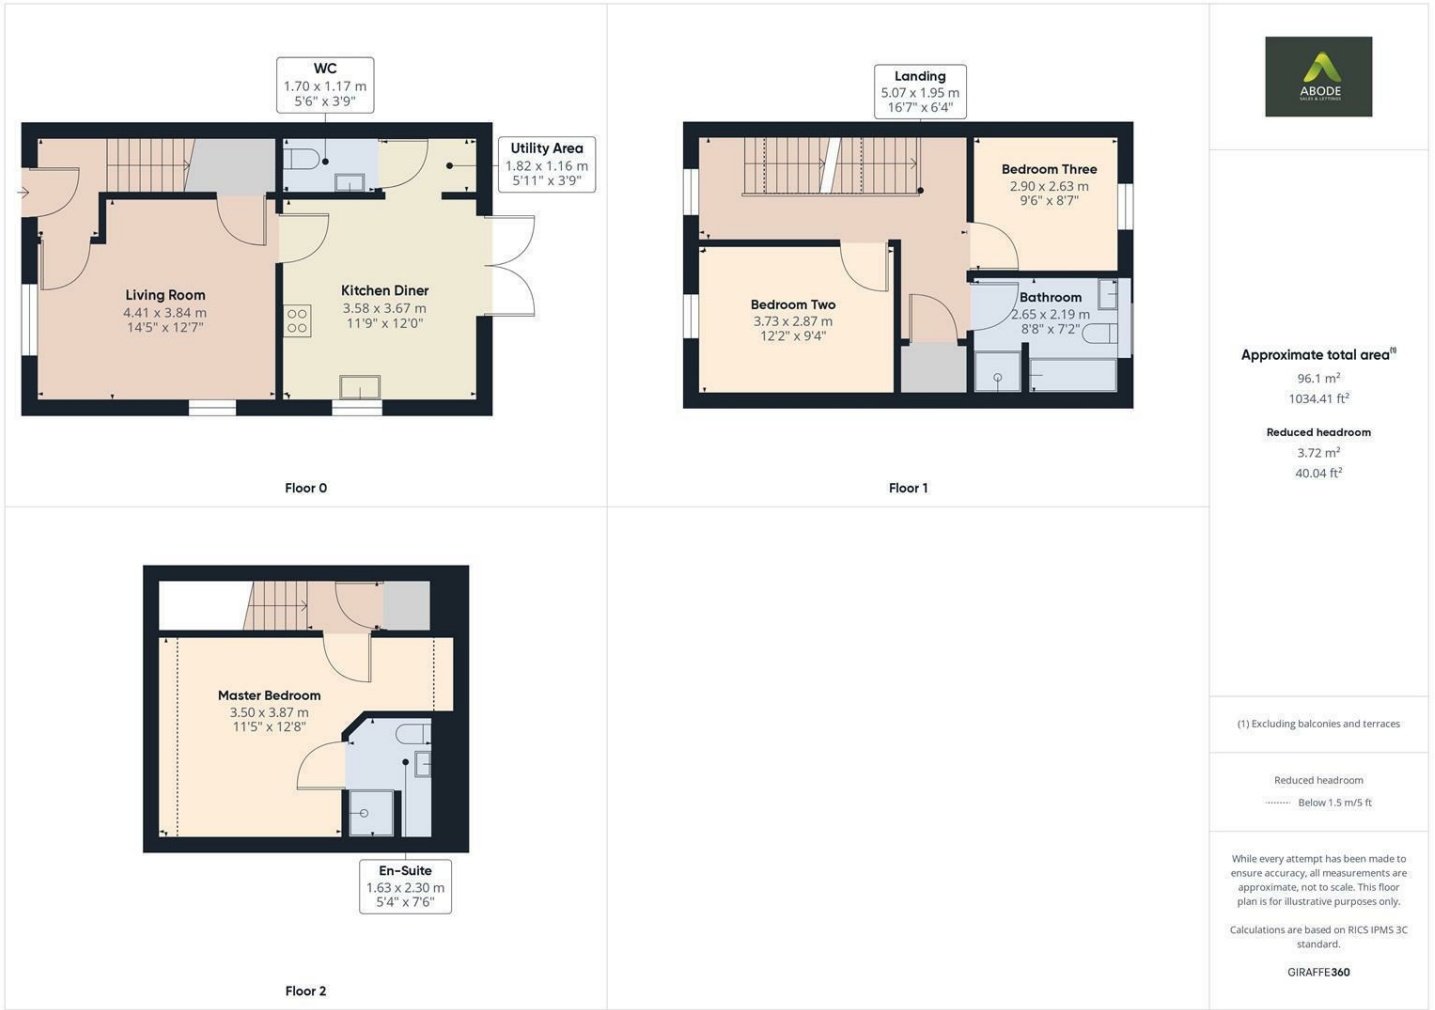 WC
1.70 x 1.17 m
5'6" x 3'9"
Utility Area
1.82 x 1.16 m
5'11" x 3'9"
Living Room
4.41 x 3.84 m
14'5" x 12'7"
Kitchen Diner
3.58 x 3.67 m
11'9" x 12'0"
Floor 0
Landing
5.07 x 1.95 m
16'7" x 6'4"
Bedroom Three
2.90 x 2.63 m
9'6" x 8'7"
Bedroom Two
3.73 x 2.87 m
12'2" x 9'4"
Bathroom
2.65 x 2.19 m
8'8" x 7'2"
Floor 1
Master Bedroom
3.50 x 3.87 m
11'5" x 12'8"
En-Suite
1.63 x 2.30 m
5'4" x 7'6"
Floor 2
ABODE
SALES & LETTINGS
Approximate total area(1)
96.1 m²
1034.41 ft²
Reduced headroom
3.72 m²
40.04 ft²
(1) Excluding balconies and terraces
Reduced headroom
Below 1.5 m/5 ft
While every attempt has been made to
ensure accuracy, all measurements are
approximate, not to scale. This floor
plan is for illustrative purposes only.
Calculations are based on RICS IPMS 3C
standard.
GIRAFFE360